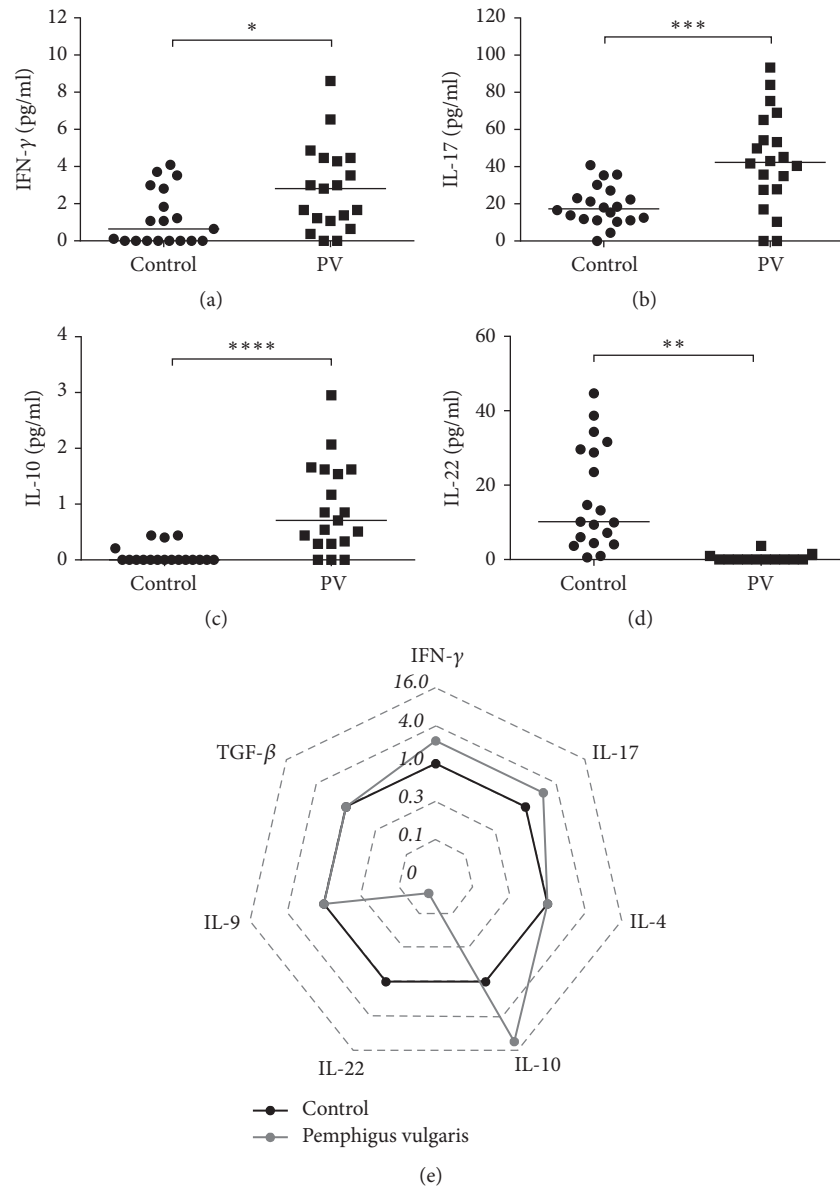 12
10
8
6
4
2
0
IFN-γ (pg/ml)
*
Control
PV
(a)
120
100
80
60
40
20
0
IL-17 (pg/ml)
***
Control
PV
(b)
4
3
2
1
0
IL-10 (pg/ml)
****
Control
PV
(c)
60
40
20
0
IL-22 (pg/ml)
**
Control
PV
(d)
IFN-γ
16.0
4.0
1.0
0.3
0.1
0
TGF-β
IL-17
IL-9
IL-4
IL-22
IL-10
Control
Pemphigus vulgaris
(e)